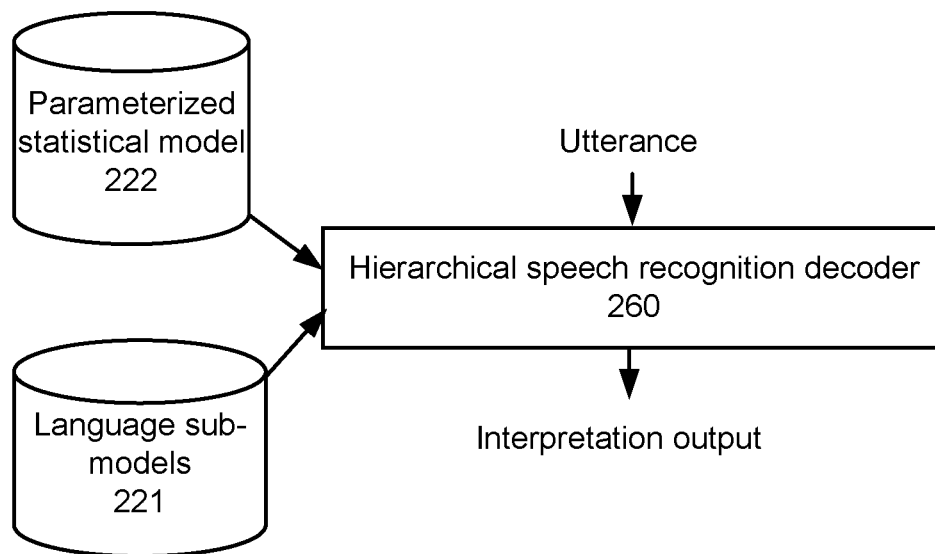 Parameterized
statistical model
222
Utterance
Hierarchical speech recognition decoder
260
Language sub-
models
221
Interpretation output